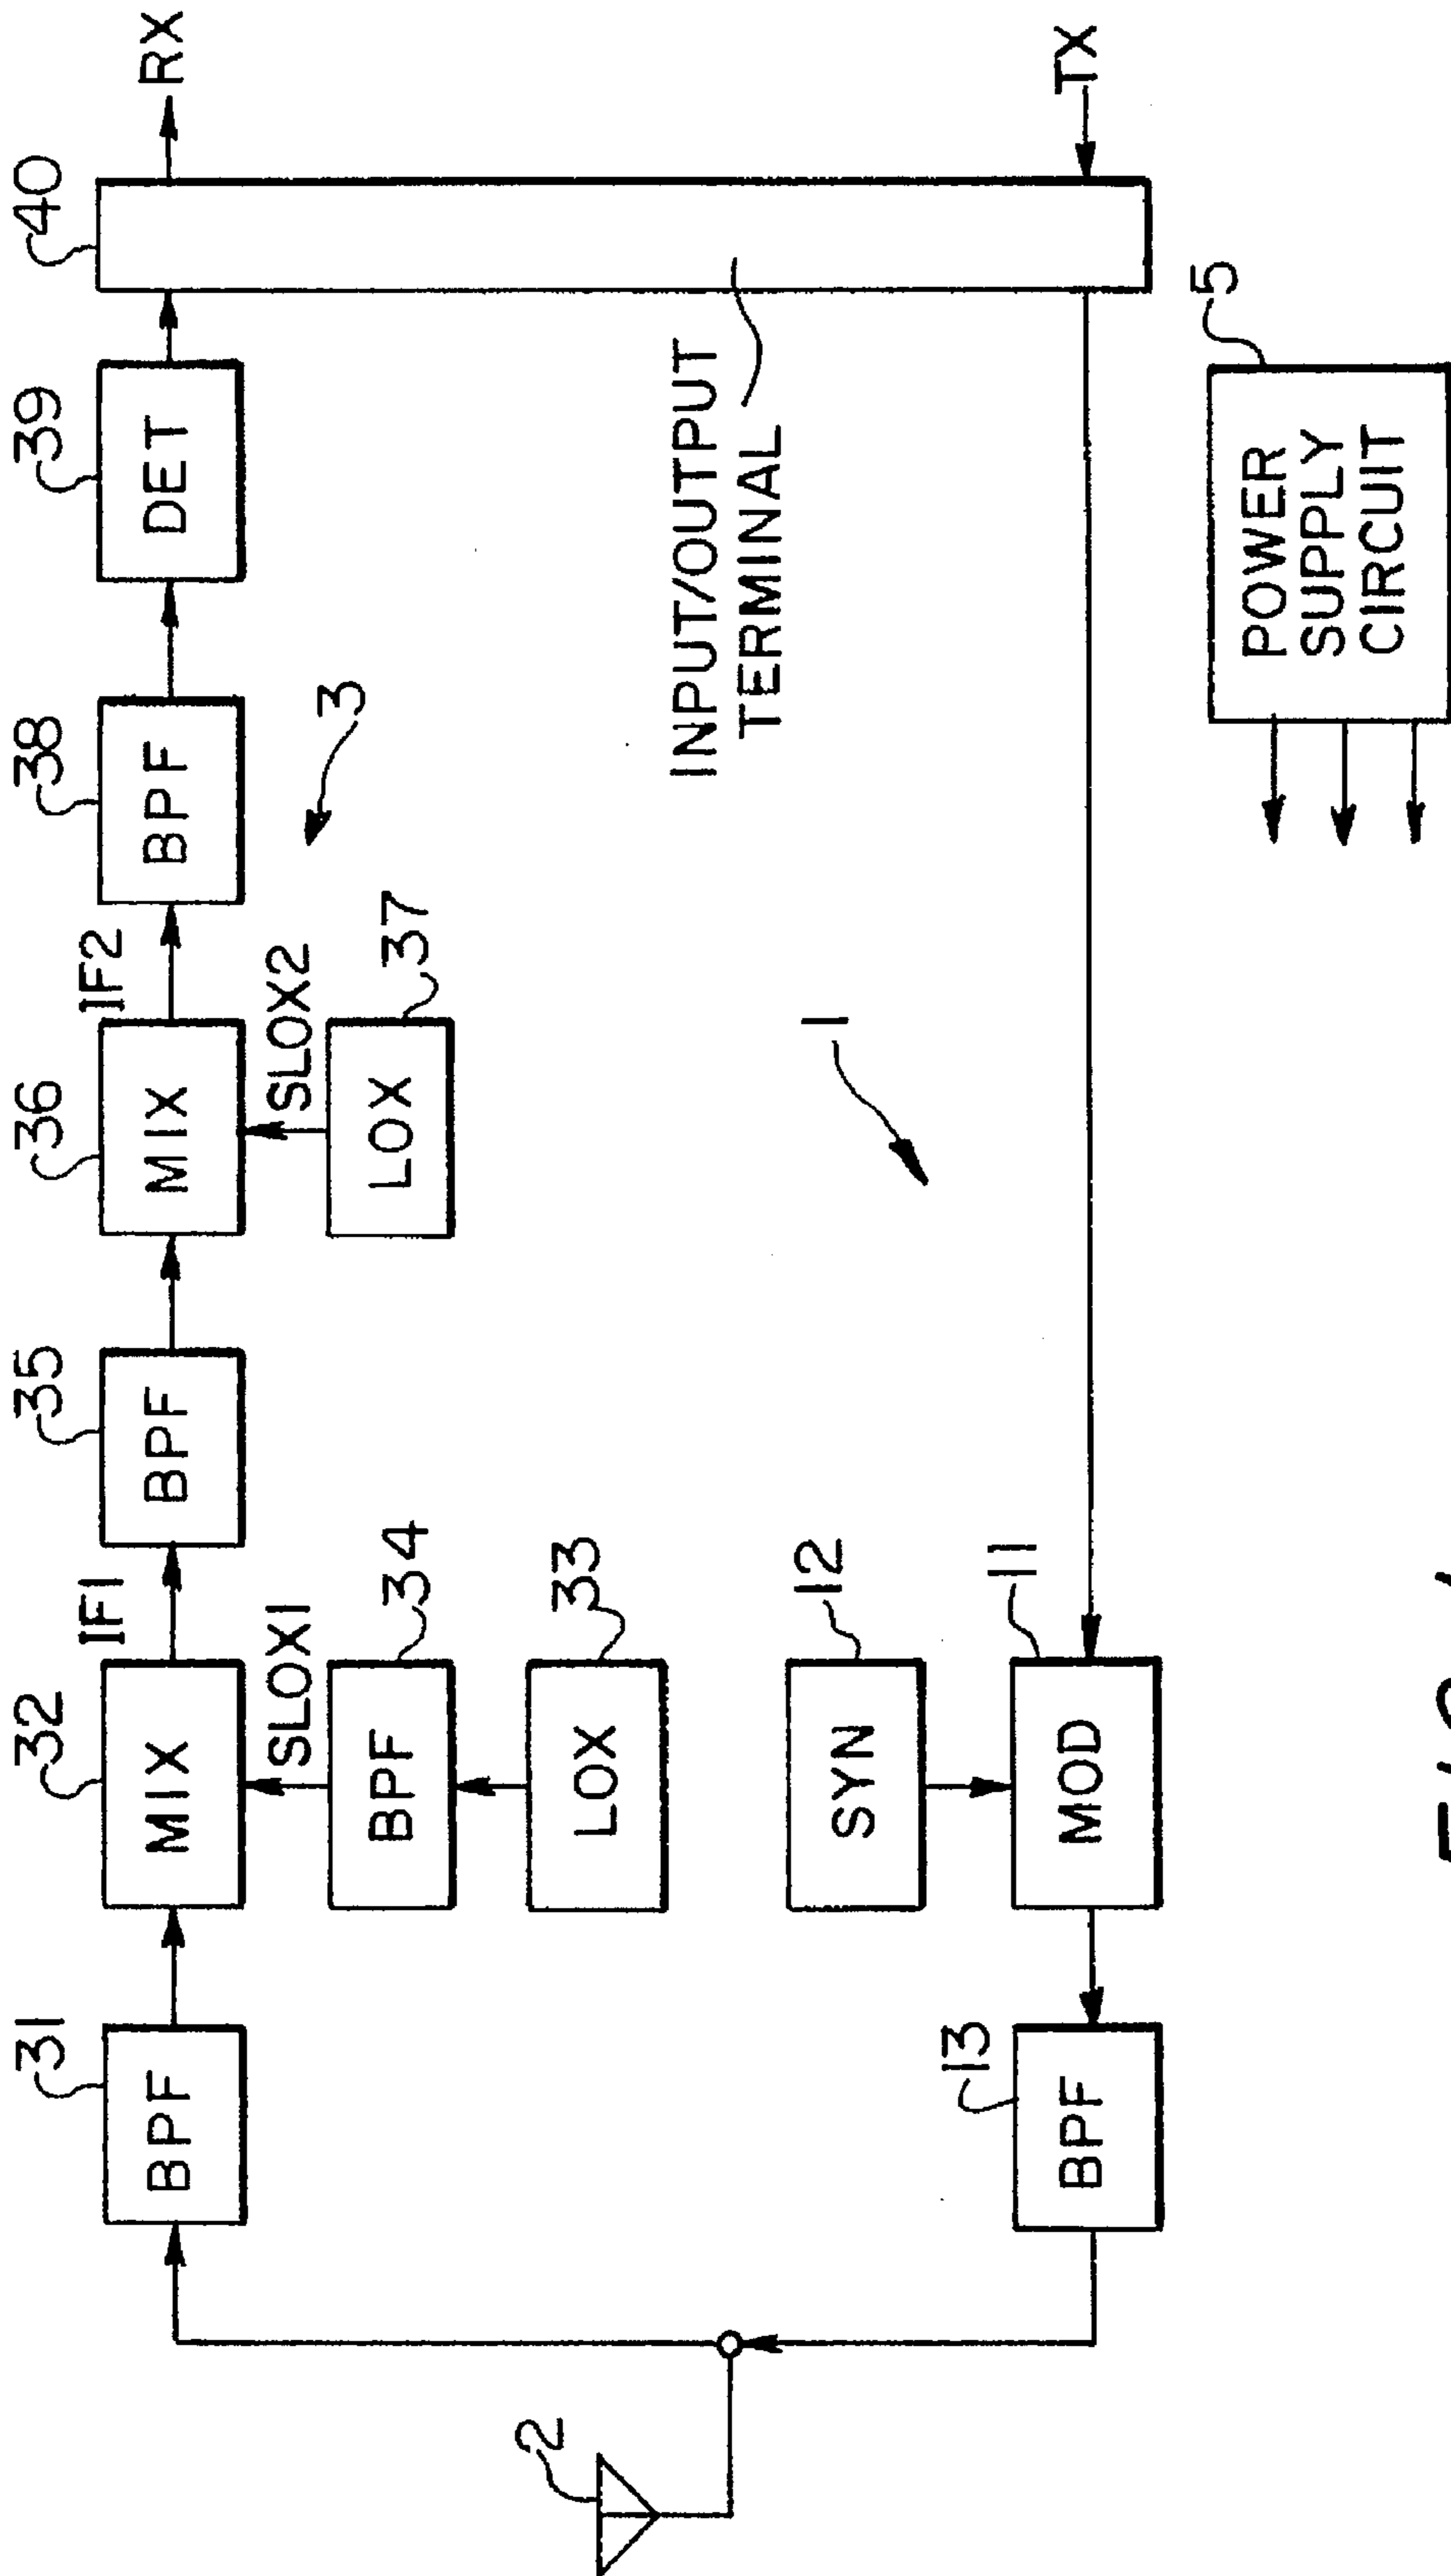 31
BPF
32
MIX
IF1
35
BPF
36
MIX
IF2
38
BPF
39
DET
40
RX
SLOX1
34
BPF
33
LOX
SLOX2
37
LOX
3
INPUT/OUTPUT
TERMINAL
2
1
12
SYN
11
MOD
13
BPF
TX
5
POWER
SUPPLY
CIRCUIT